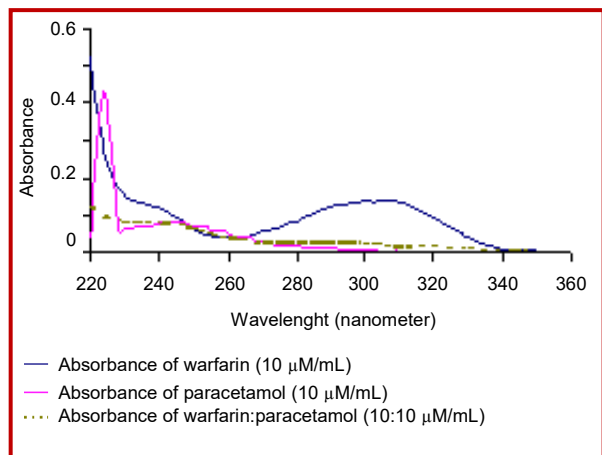 0.6
0.4
0.2
0
Absorbance
220 240 260 280 300 320 340 360
Wavelenght (nanometer)
Absorbance of warfarin (10 μM/mL)
Absorbance of paracetamol (10 μM/mL)
Absorbance of warfarin:paracetamol (10:10 μM/mL)